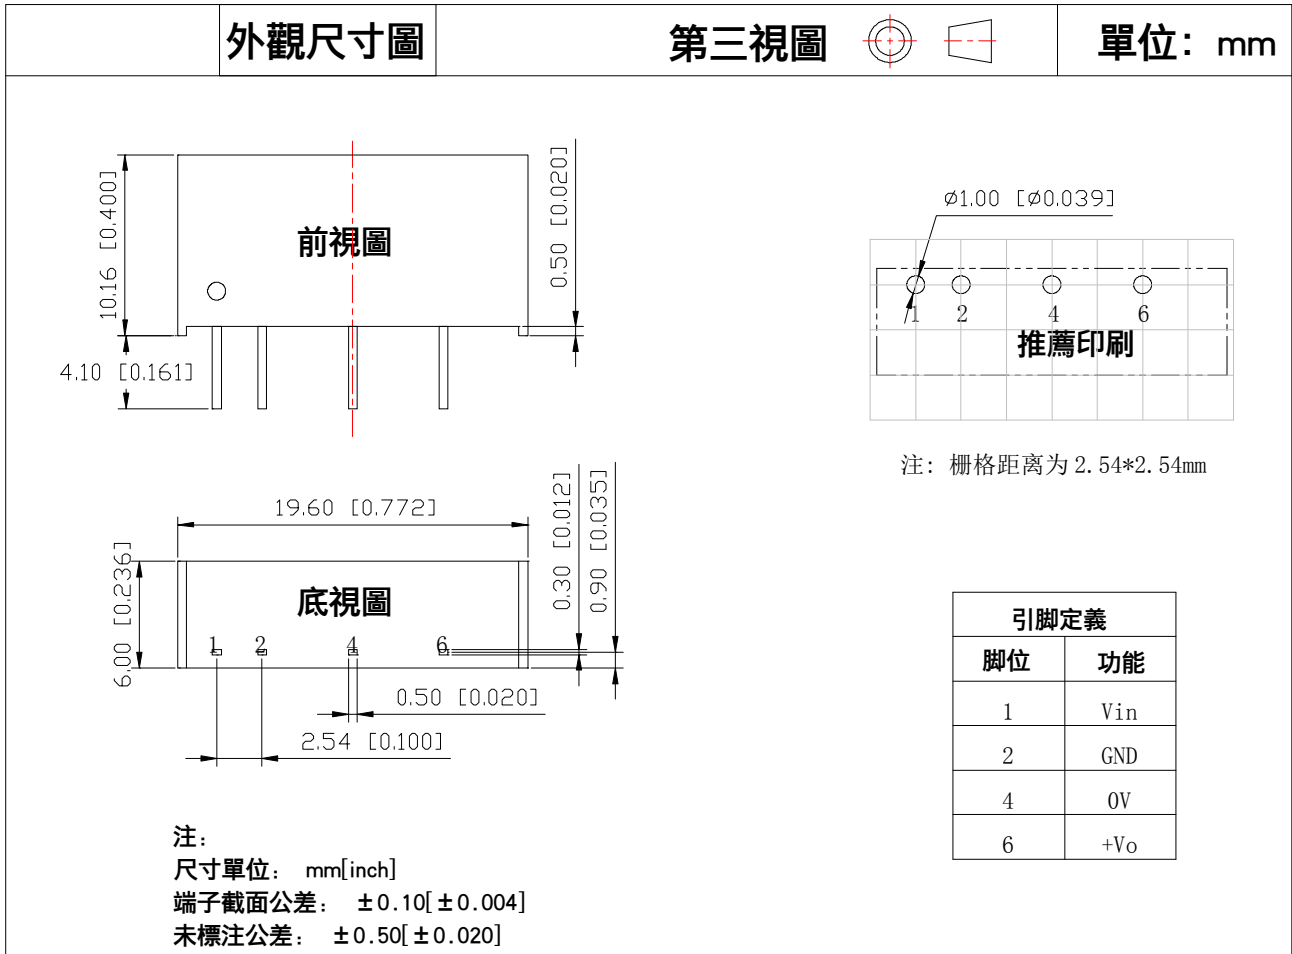 外觀尺寸圖
第三視圖
單位: mm
10.16 [0.400]
前視圖
0.50 [0.020]
4.10 [0.161]
Ø1.00 [Ø0.039]
1 2 4 6
推薦印刷
注: 栅格距离为 2.54*2.54mm
19.60 [0.772]
6.00 [0.236]
底視圖
1 2 4 6
0.30 [0.012]
0.90 [0.035]
0.50 [0.020]
2.54 [0.100]
引脚定義
脚位 功能
1 Vin
2 GND
4 0V
6 +Vo
注:
尺寸單位: mm[inch]
端子截面公差: ±0.10[±0.004]
未標注公差: ±0.50[±0.020]